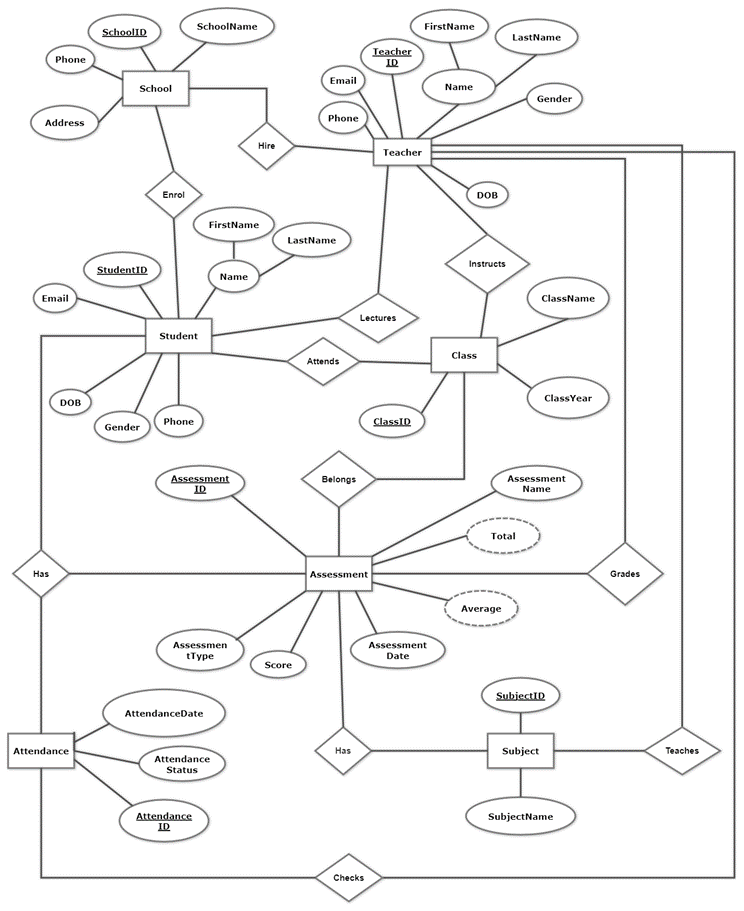 SchoolID
SchoolName
Phone
School
Address
FirstName
LastName
Teacher
ID
Email
Name
Gender
Phone
Teacher
Hire
DOB
Enrol
FirstName
LastName
Instructs
StudentID
Name
Email
ClassName
Student
Lectures
Class
Attends
DOB
Gender
Phone
ClassID
ClassYear
Assessment
ID
Belongs
Assessment
Name
Total
Has
Assessment
Grades
Average
Assessmen
tType
Score
Assessment
Date
SubjectID
AttendanceDate
Attendance
Attendance
Status
Has
Subject
Teaches
Attendance
ID
SubjectName
Checks